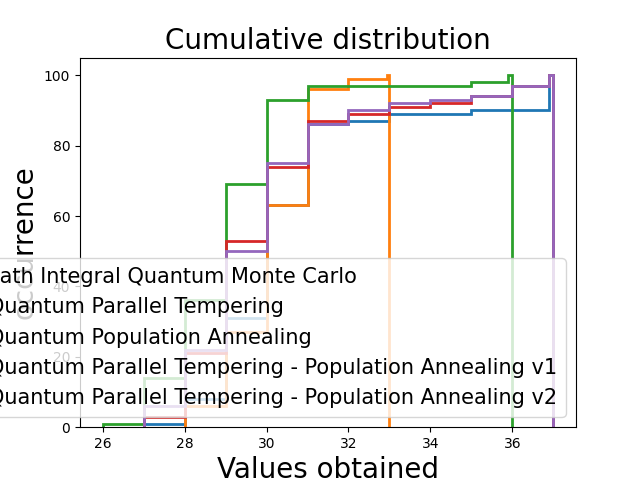 Cumulative distribution
100
80
60
40
20
0
occurrence
ath Integral Quantum Monte Carlo
Quantum Parallel Tempering
Quantum Population Annealing
Quantum Parallel Tempering - Population Annealing v1
Quantum Parallel Tempering - Population Annealing v2
26 28 30 32 34 36
Values obtained